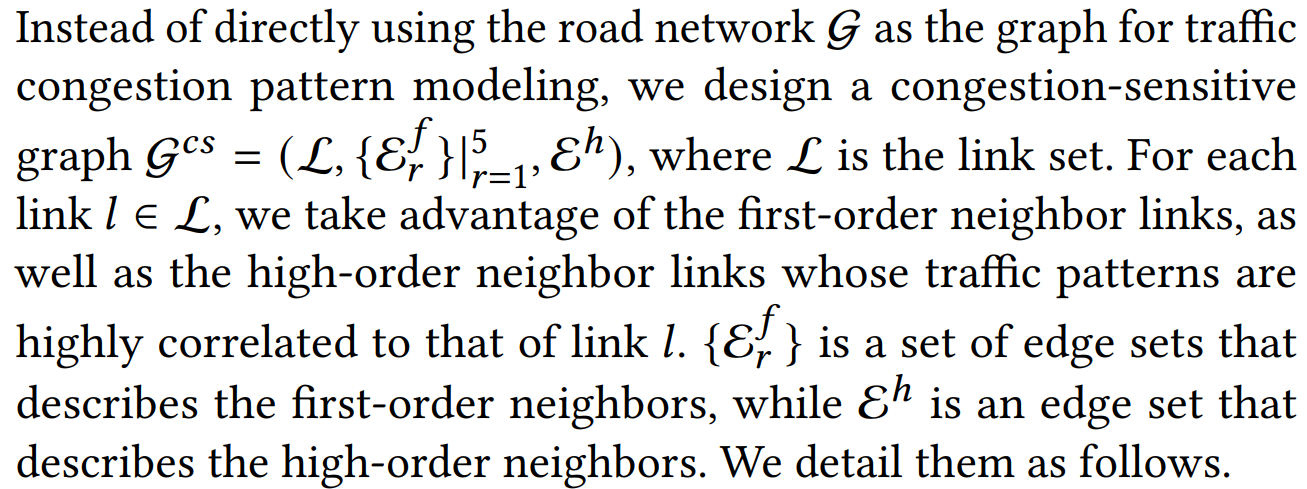 Instead of directly using the road network 𝒢 as the graph for traffic
congestion pattern modeling, we design a congestion-sensitive
graph 𝒢^{cs} = (ℒ, {ℰ_r^f}|_{r=1}^5, ℰ^h), where ℒ is the link set. For each
link l ∈ ℒ, we take advantage of the first-order neighbor links, as
well as the high-order neighbor links whose traffic patterns are
highly correlated to that of link l. {ℰ_r^f} is a set of edge sets that
describes the first-order neighbors, while ℰ^h is an edge set that
describes the high-order neighbors. We detail them as follows.